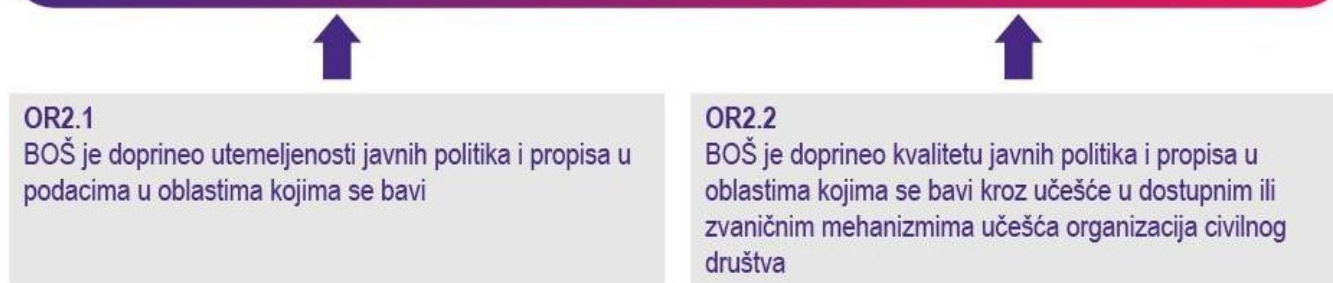 OR2.1
BOŠ je doprineo utemeljenosti javnih politika i propisa u
podacima u oblastima kojima se bavi
OR2.2
BOŠ je doprineo kvalitetu javnih politika i propisa u
oblastima kojima se bavi kroz učešće u dostupnim ili
zvaničnim mehanizmima učešća organizacija civilnog
društva